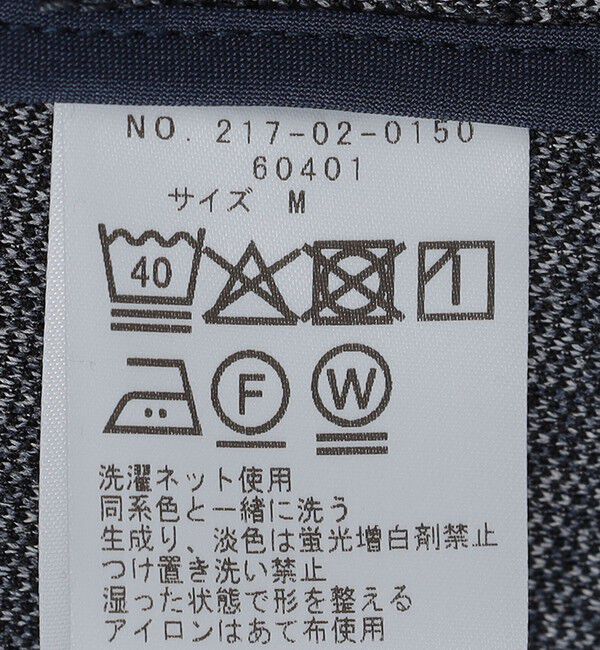 NO. 217-02-0150
60401
サイズ M
40
F W
洗濯ネット使用
同系色と一緒に洗う
生成り、淡色は蛍光増白剤禁止
つけ置き洗い禁止
湿った状態で形を整える
アイロンはあて布使用